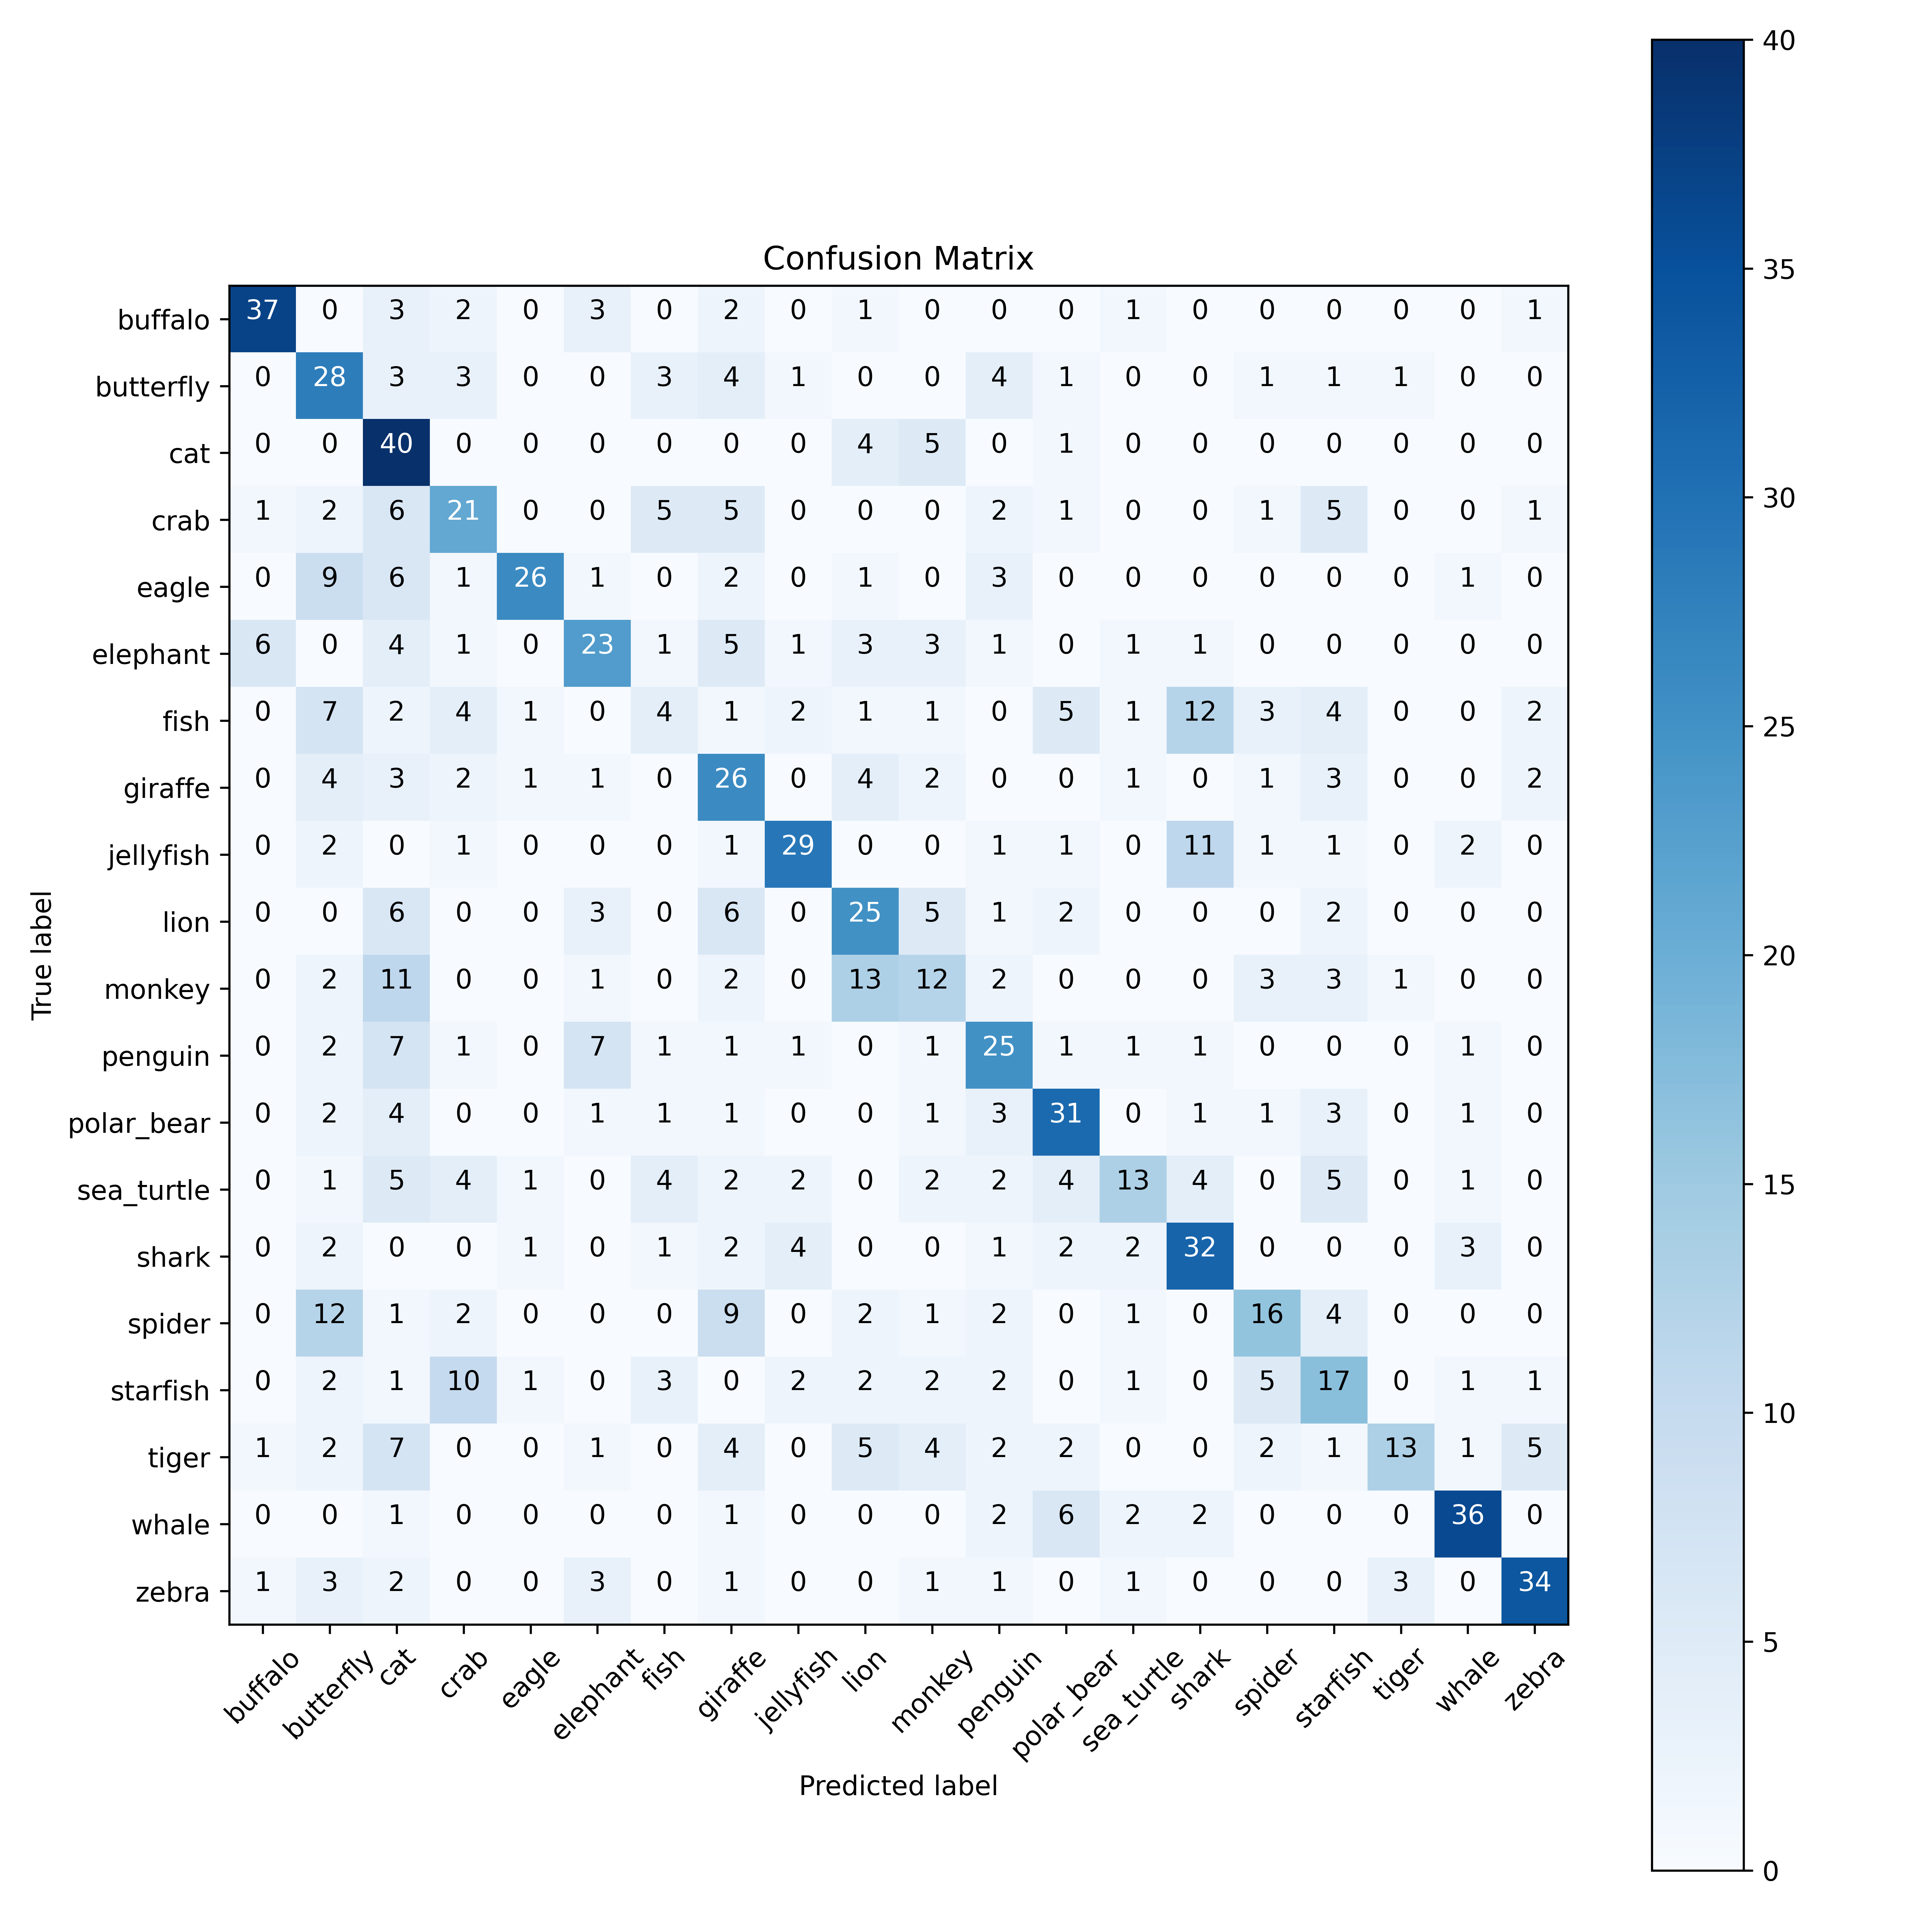 Confusion Matrix
buffalo 37 0 3 2 0 3 0 2 0 1 0 0 0 1 0 0 0 0 0 1
butterfly 0 28 3 3 0 0 3 4 1 0 0 4 1 0 0 1 1 1 0 0
cat 0 0 40 0 0 0 0 0 0 4 5 0 1 0 0 0 0 0 0 0
crab 1 2 6 21 0 0 5 5 0 0 0 2 1 0 0 1 5 0 0 1
eagle 0 9 6 1 26 1 0 2 0 1 0 3 0 0 0 0 0 0 1 0
elephant 6 0 4 1 0 23 1 5 1 3 3 1 0 1 1 0 0 0 0 0
fish 0 7 2 4 1 0 4 1 2 1 1 0 5 1 12 3 4 0 0 2
giraffe 0 4 3 2 1 1 0 26 0 4 2 0 0 1 0 1 3 0 0 2
jellyfish 0 2 0 1 0 0 0 1 29 0 0 1 1 0 11 1 1 0 2 0
lion 0 0 6 0 0 3 0 6 0 25 5 1 2 0 0 0 2 0 0 0
monkey 0 2 11 0 0 1 0 2 0 13 12 2 0 0 0 3 3 1 0 0
penguin 0 2 7 1 0 7 1 1 1 0 1 25 1 1 1 0 0 0 1 0
polar_bear 0 2 4 0 0 1 1 1 0 0 1 3 31 0 1 1 3 0 1 0
sea_turtle 0 1 5 4 1 0 4 2 2 0 2 2 4 13 4 0 5 0 1 0
shark 0 2 0 0 1 0 1 2 4 0 0 1 2 2 32 0 0 0 3 0
spider 0 12 1 2 0 0 0 9 0 2 1 2 0 1 0 16 4 0 0 0
starfish 0 2 1 10 1 0 3 0 2 2 2 2 0 1 0 5 17 0 1 1
tiger 1 2 7 0 0 1 0 4 0 5 4 2 2 0 0 2 1 13 1 5
whale 0 0 1 0 0 0 0 1 0 0 0 2 6 2 2 0 0 0 36 0
zebra 1 3 2 0 0 3 0 1 0 0 1 1 0 1 0 0 0 3 0 34
buffalo butterfly cat crab eagle elephant fish giraffe jellyfish lion monkey penguin polar_bear sea_turtle shark spider starfish tiger whale zebra
Predicted label
True label
40
35
30
25
20
15
10
5
0